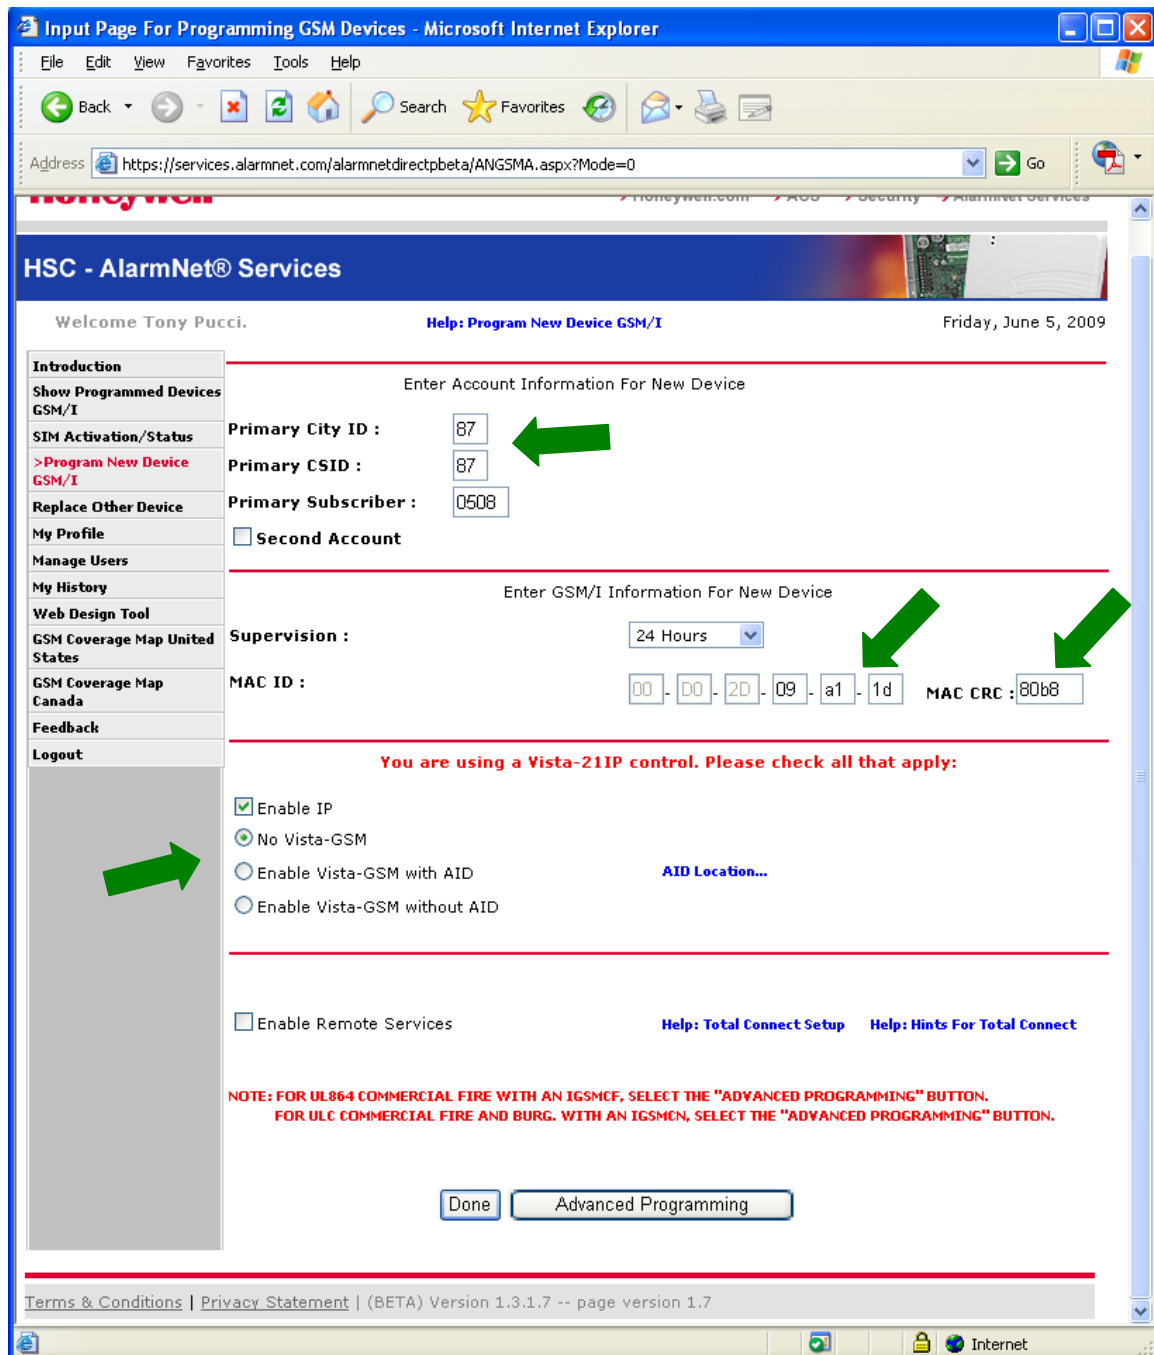 Input Page For Programming GSM Devices - Microsoft Internet Explorer
File Edit View Favorites Tools Help
Back Search Favorites
Address https://services.alarmnet.com/alarmnetdirectpbeta/ANGSMA.aspx?Mode=0 Go
Honeywell Honeywell.com AGS Security AlarmNet Services
HSC - AlarmNet® Services
Welcome Tony Pucci. Help: Program New Device GSM/I Friday, June 5, 2009
Introduction
Show Programmed Devices
GSM/I
SIM Activation/Status
>Program New Device
GSM/I
Replace Other Device
My Profile
Manage Users
My History
Web Design Tool
GSM Coverage Map United
States
GSM Coverage Map
Canada
Feedback
Logout
Enter Account Information For New Device
Primary City ID : 87
Primary CSID : 87
Primary Subscriber : 0508
Second Account
Enter GSM/I Information For New Device
Supervision : 24 Hours
MAC ID : 00 - D0 - 2D - 09 - a1 - 1d MAC CRC : 80b8
You are using a Vista-21IP control. Please check all that apply:
Enable IP
No Vista-GSM
Enable Vista-GSM with AID AID Location...
Enable Vista-GSM without AID
Enable Remote Services Help: Total Connect Setup Help: Hints For Total Connect
NOTE: FOR UL864 COMMERCIAL FIRE WITH AN IGSMCF, SELECT THE "ADVANCED PROGRAMMING" BUTTON.
FOR ULC COMMERCIAL FIRE AND BURG. WITH AN IGSMCN, SELECT THE "ADVANCED PROGRAMMING" BUTTON.
Done Advanced Programming
Terms & Conditions | Privacy Statement | (BETA) Version 1.3.1.7 -- page version 1.7
Internet